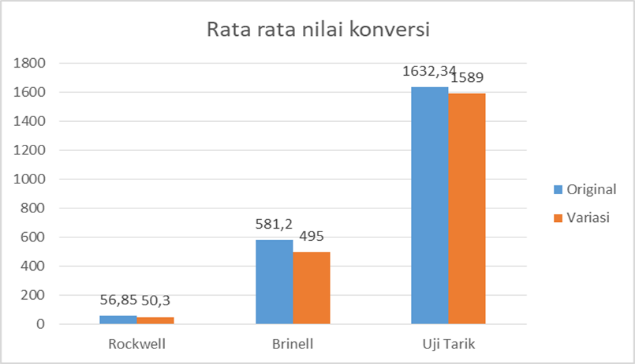 Rata rata nilai konversi
1800
1600
1400
1200
1000
800
600
400
200
0
56,85
50,3
581,2
495
1632,34
1589
Rockwell
Brinell
Uji Tarik
Original
Variasi